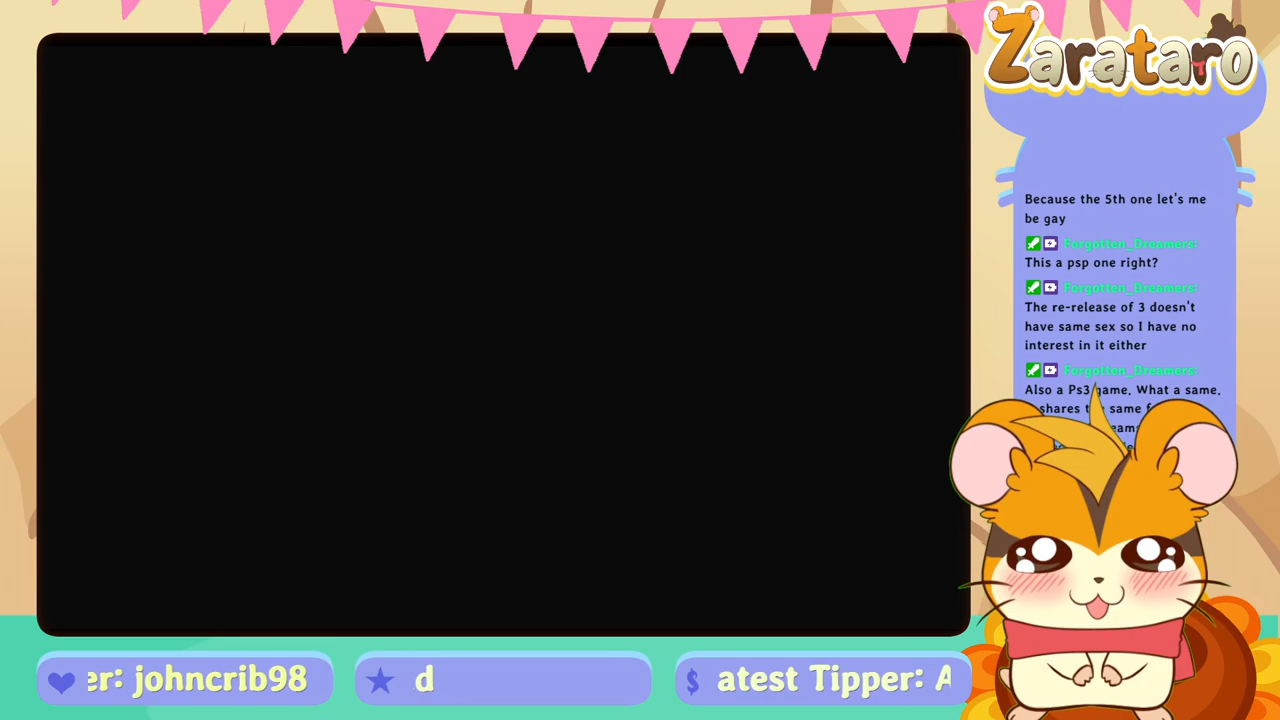 Zarataro
Because the 5th one let's me
be gay
Forgotten_Dreamers:
This a psp one right?
Forgotten_Dreamers:
The re-release of 3 doesn't
have same sex so I have no
interest in it either
Forgotten_Dreamers:
Also a Ps3 game. What a same.
shares same
er: johncrib98
d
$ atest Tipper: A